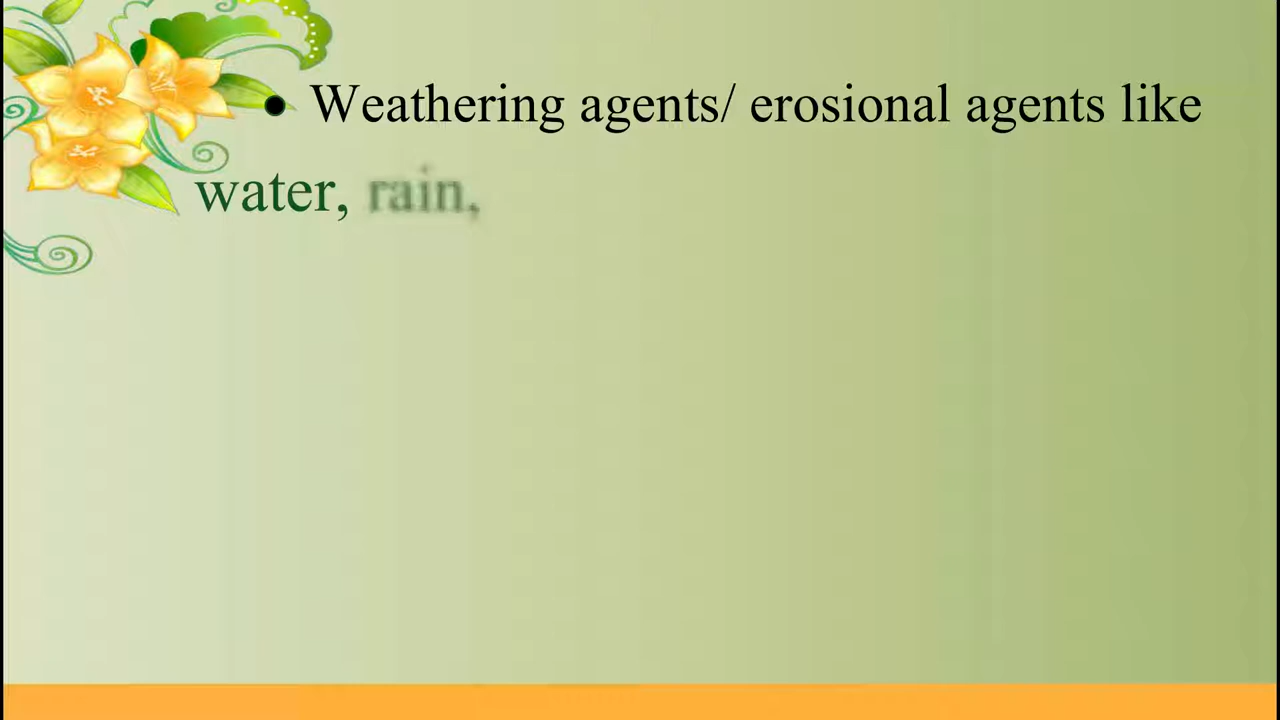 • Weathering agents/ erosional agents like
water, rain,